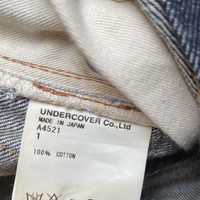 UNDERCOVER Co.,Ltd
MADE IN JAPAN
A4521
1
100% COTTON